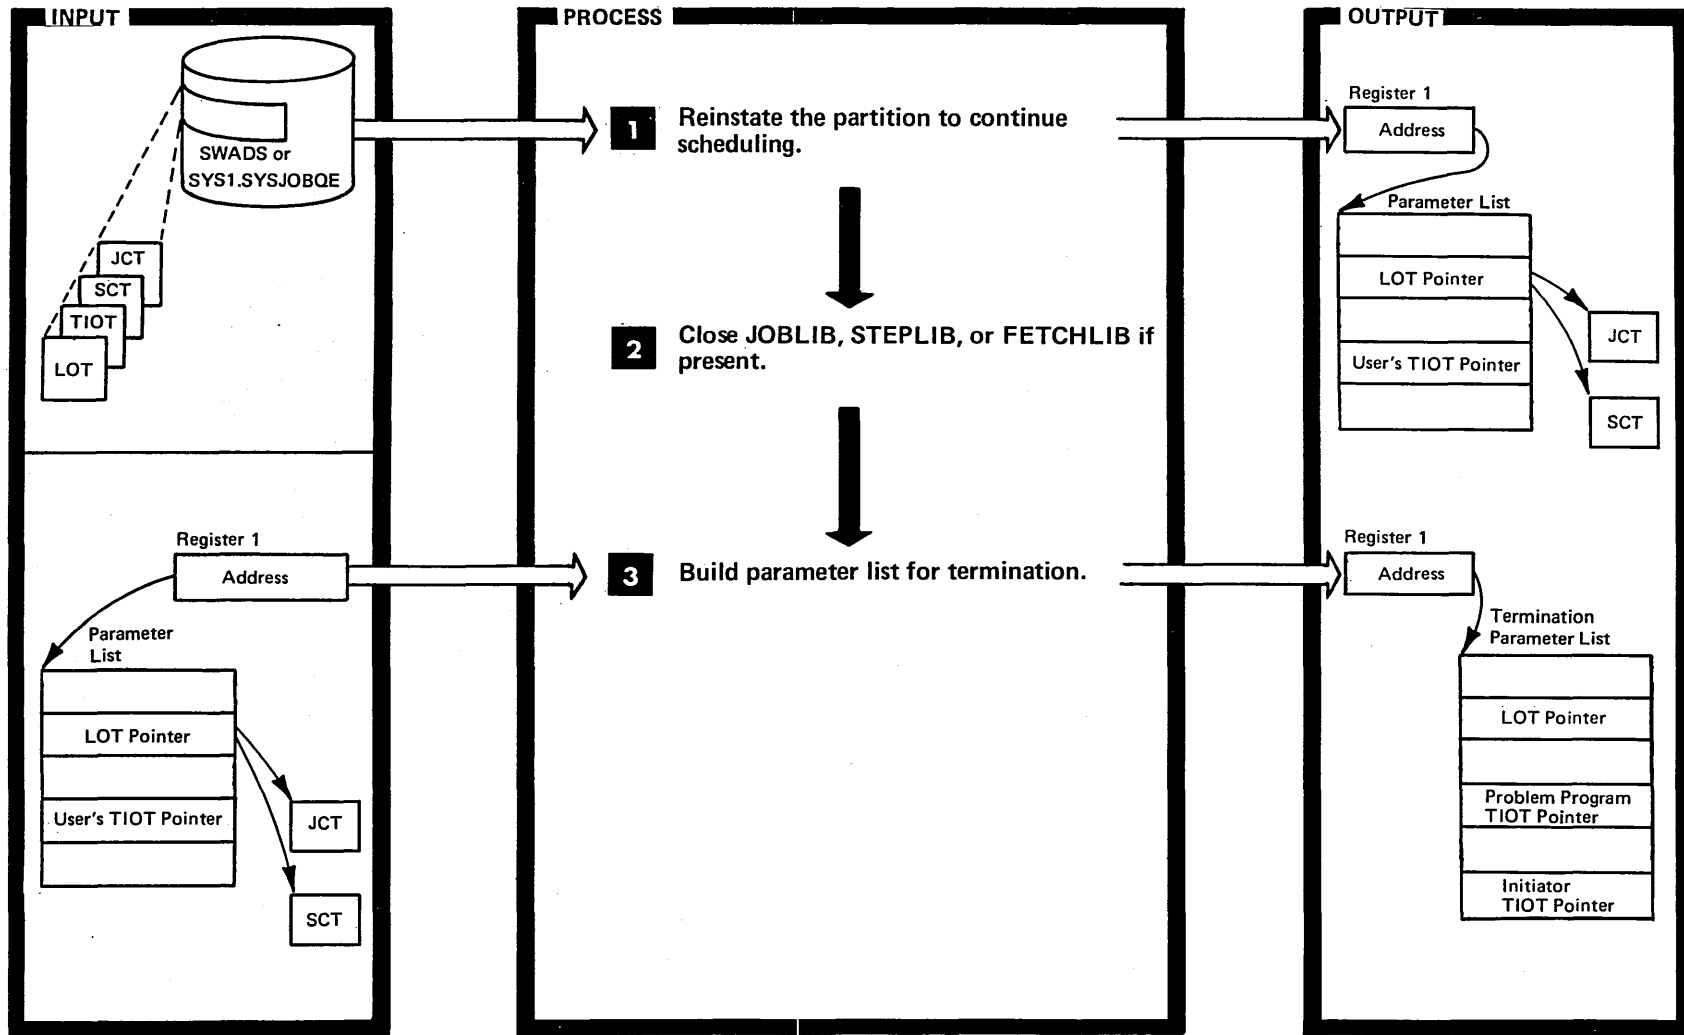 INPUT
SWADS or
SYS1.SYSJOBQE
JCT
SCT
TIOT
LOT
Register 1
Address
Parameter
List
LOT Pointer
User's TIOT Pointer
JCT
SCT
PROCESS
1 Reinstate the partition to continue
scheduling.
2 Close JOBLIB, STEPLIB, or FETCHLIB if
present.
3 Build parameter list for termination.
OUTPUT
Register 1
Address
Parameter List
LOT Pointer
User's TIOT Pointer
JCT
SCT
Register 1
Address
Termination
Parameter List
LOT Pointer
Problem Program
TIOT Pointer
Initiator
TIOT Pointer